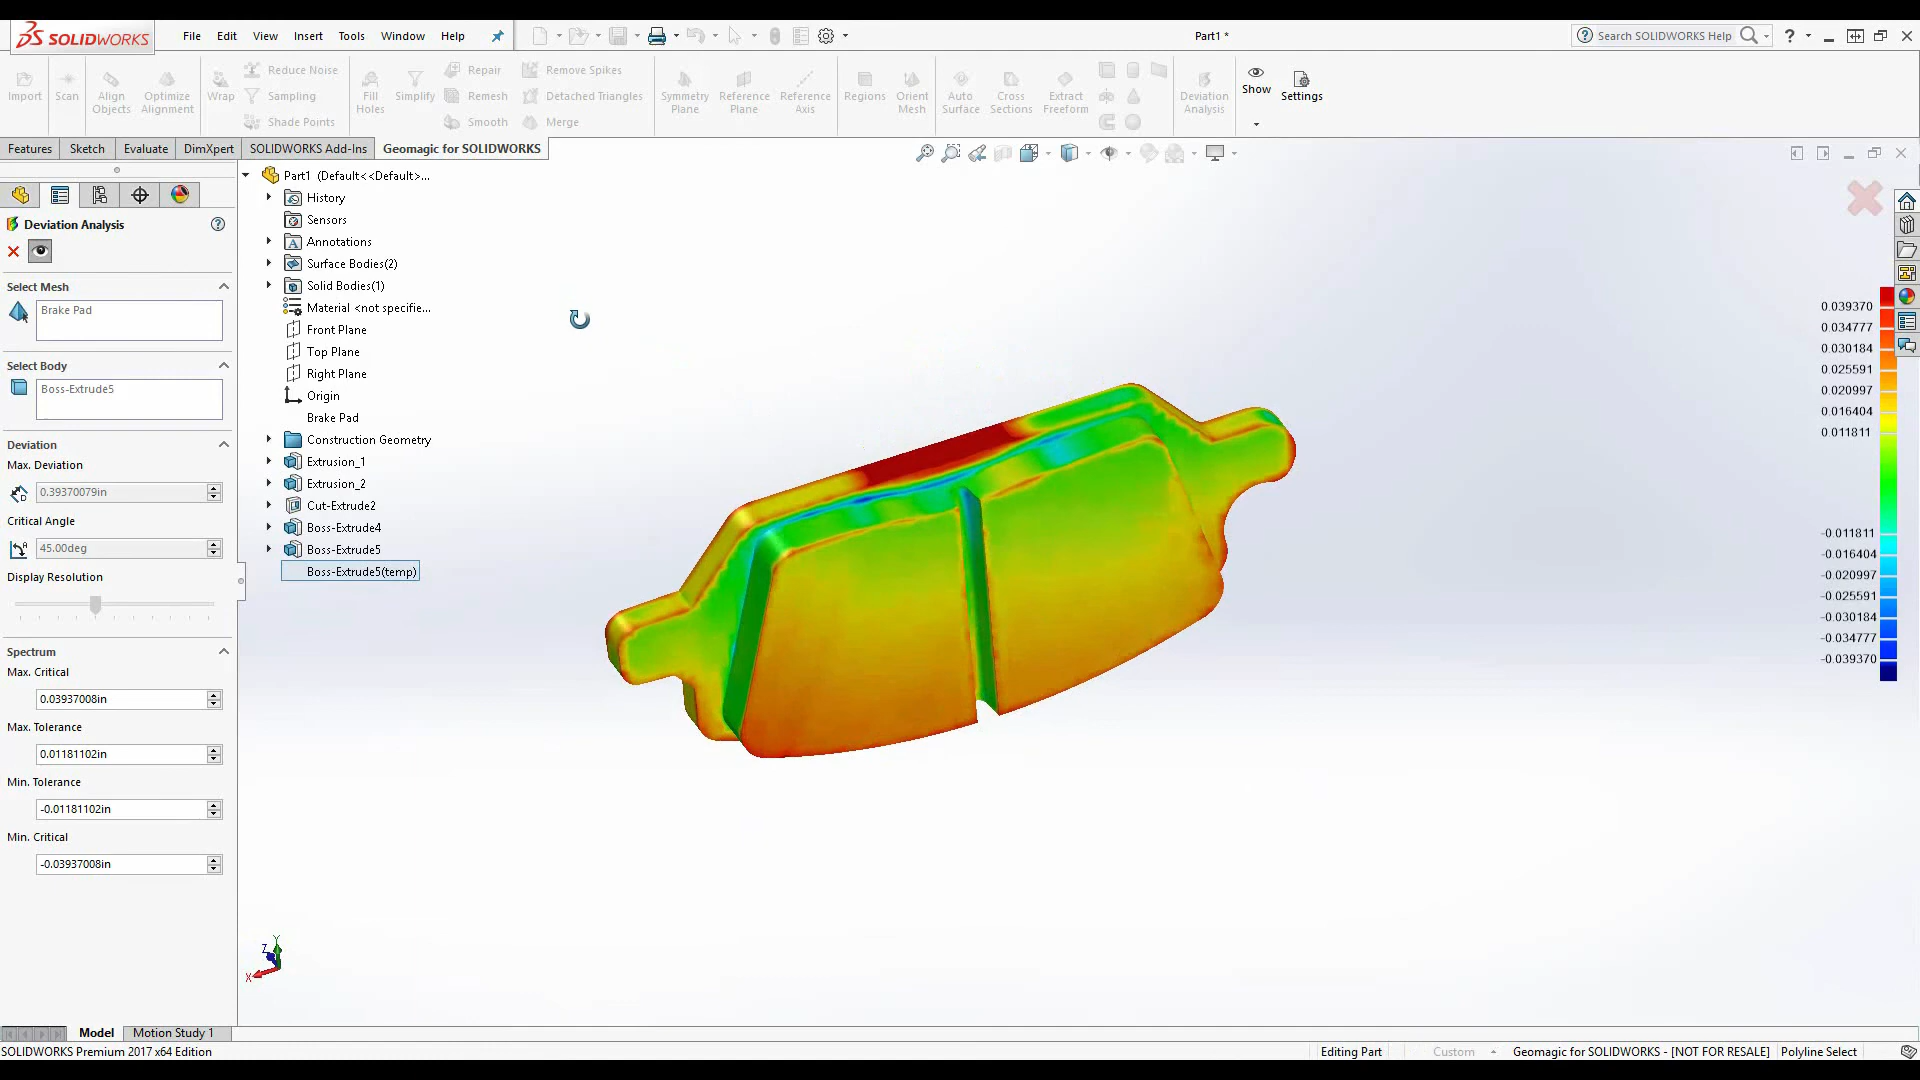 SOLIDWORKS
File Edit View Insert Tools Window Help
Part1 *
Search SOLIDWORKS Help
Import
Scan
Align Objects
Optimize Alignment
Wrap
Reduce Noise
Sampling
Shade Points
Fill Holes
Simplify
Repair
Remesh
Smooth
Remove Spikes
Detached Triangles
Merge
Symmetry Plane
Reference Plane
Reference Axis
Regions
Orient Mesh
Auto Surface
Cross Sections
Extract Freeform
Deviation Analysis
Show
Settings
Features Sketch Evaluate DimXpert SOLIDWORKS Add-Ins Geomagic for SOLIDWORKS
Deviation Analysis
Select Mesh
Brake Pad
Select Body
Boss-Extrude5
Deviation
Max. Deviation
0.39370079in
Critical Angle
45.00deg
Display Resolution
Spectrum
Max. Critical
0.03937008in
Max. Tolerance
0.01181102in
Min. Tolerance
-0.01181102in
Min. Critical
-0.03937008in
Part1 (Default<<Default>...
History
Sensors
Annotations
Surface Bodies(2)
Solid Bodies(1)
Material <not specifie...
Front Plane
Top Plane
Right Plane
Origin
Brake Pad
Construction Geometry
Extrusion_1
Extrusion_2
Cut-Extrude2
Boss-Extrude4
Boss-Extrude5
Boss-Extrude5(temp)
0.039370
0.034777
0.030184
0.025591
0.020997
0.016404
0.011811
-0.011811
-0.016404
-0.020997
-0.025591
-0.030184
-0.034777
-0.039370
Y
Z
X
Model Motion Study 1
SOLIDWORKS Premium 2017 x64 Edition
Editing Part Custom Geomagic for SOLIDWORKS - [NOT FOR RESALE] Polyline Select